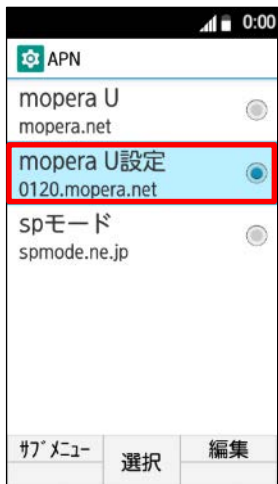 0:00
APN
mopera U
mopera.net
mopera U設定
0120.mopera.net
spモード
spmode.ne.jp
ｻﾌﾞﾒﾆｭｰ
選択
編集